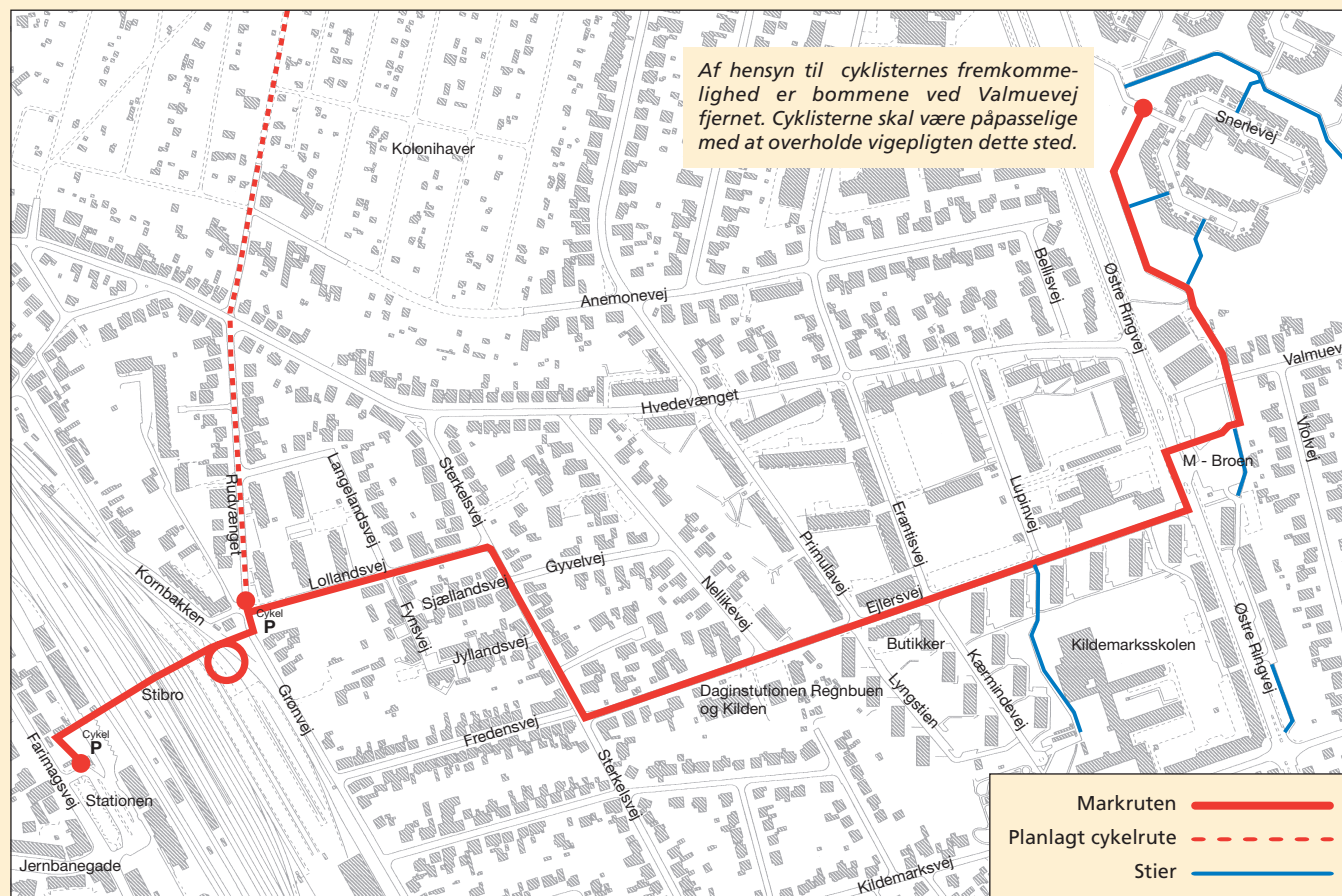 Af hensyn til cyklisternes fremkomme-
lighed er bommene ved Valmuevej
fjernet. Cyklisterne skal være påpasselige
med at overholde vigepligten dette sted.
Snerlevej
Kolonihaver
Bellisvej
Østre Ringvej
Anemonevej
Valmuev
Hvedevænget
Violvej
M - Broen
Sterkelsvej
Langelandsvej
Rudvænget
Lupinvej
Erantisvej
Primulavej
Gyvelvej
Lollandsvej
Sjællandsvej
Nellikevej
Ejlersvej
Kornbakken
Cykel
P
Fynsvej
Jyllandsvej
Butikker
Kildemarksskolen
Østre Ringvej
Kærmindevej
Lyngstien
Stibro
Grønvej
Daginstutionen Regnbuen
og Kilden
Fredensvej
Cykel
P
Farimagsvej
Sterkelsvej
Stationen
Jernbanegade
Kildemarksvej
Markruten
Planlagt cykelrute
Stier